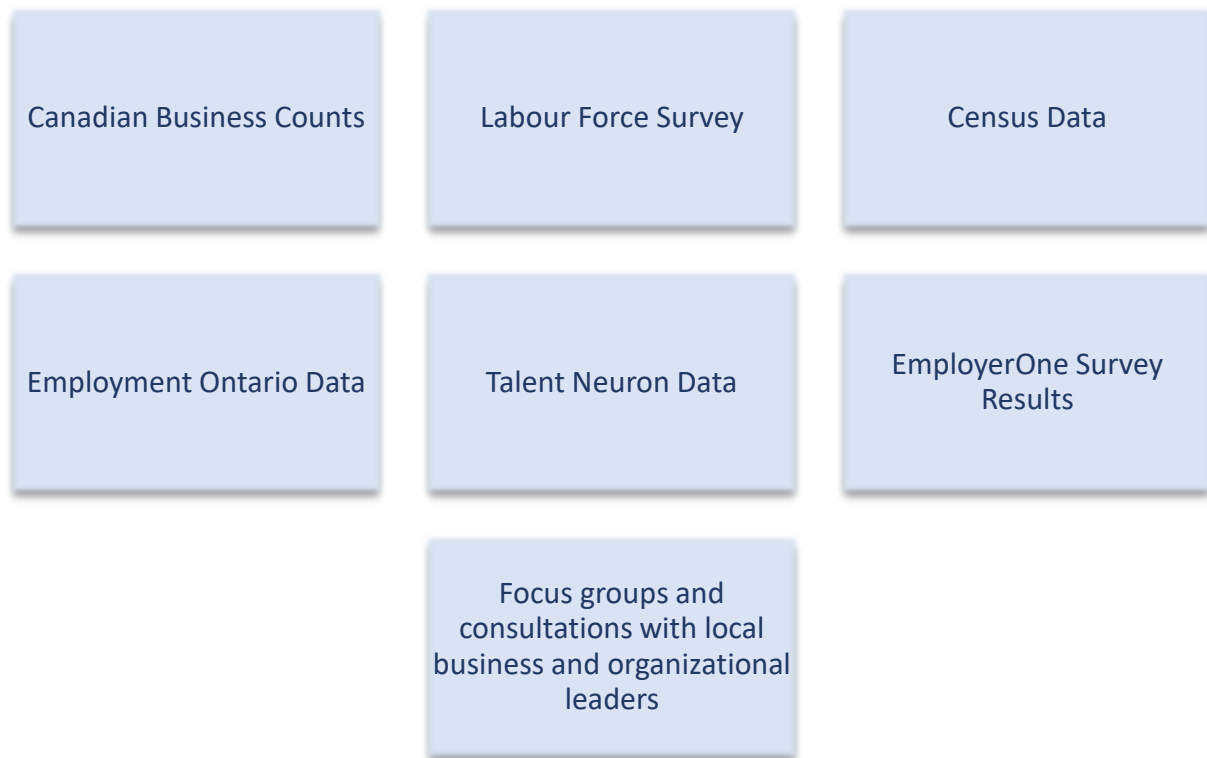 Canadian Business Counts
Labour Force Survey
Census Data
Employment Ontario Data
Talent Neuron Data
EmployerOne Survey
Results
Focus groups and
consultations with local
business and organizational
leaders